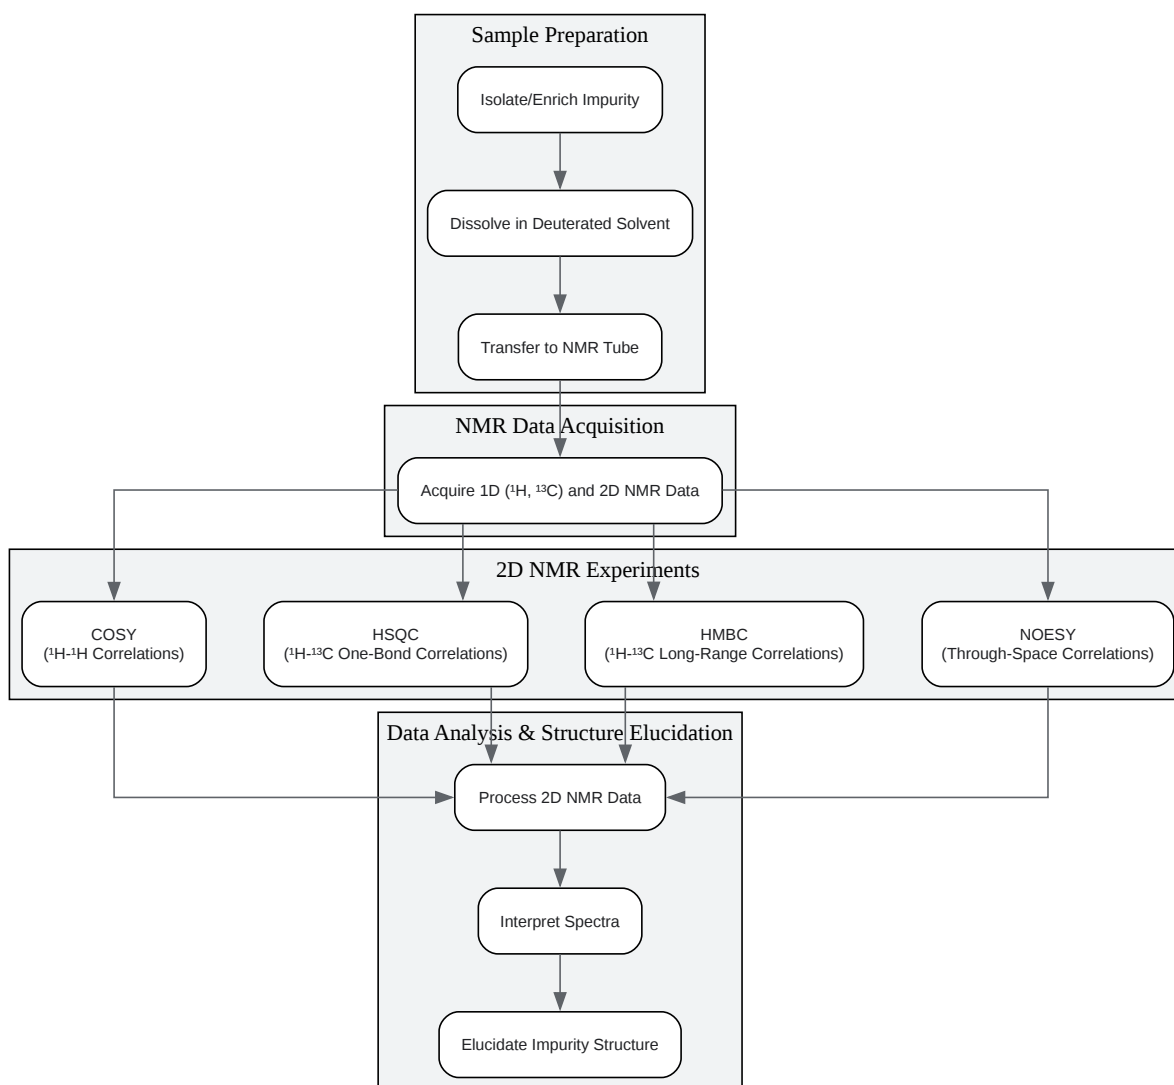 Sample Preparation
Isolate/Enrich Impurity
Dissolve in Deuterated Solvent
Transfer to NMR Tube
NMR Data Acquisition
Acquire 1D (¹H, ¹³C) and 2D NMR Data
2D NMR Experiments
COSY
(¹H-¹H Correlations)
HSQC
(¹H-¹³C One-Bond Correlations)
HMBC
(¹H-¹³C Long-Range Correlations)
NOESY
(Through-Space Correlations)
Data Analysis & Structure Elucidation
Process 2D NMR Data
Interpret Spectra
Elucidate Impurity Structure